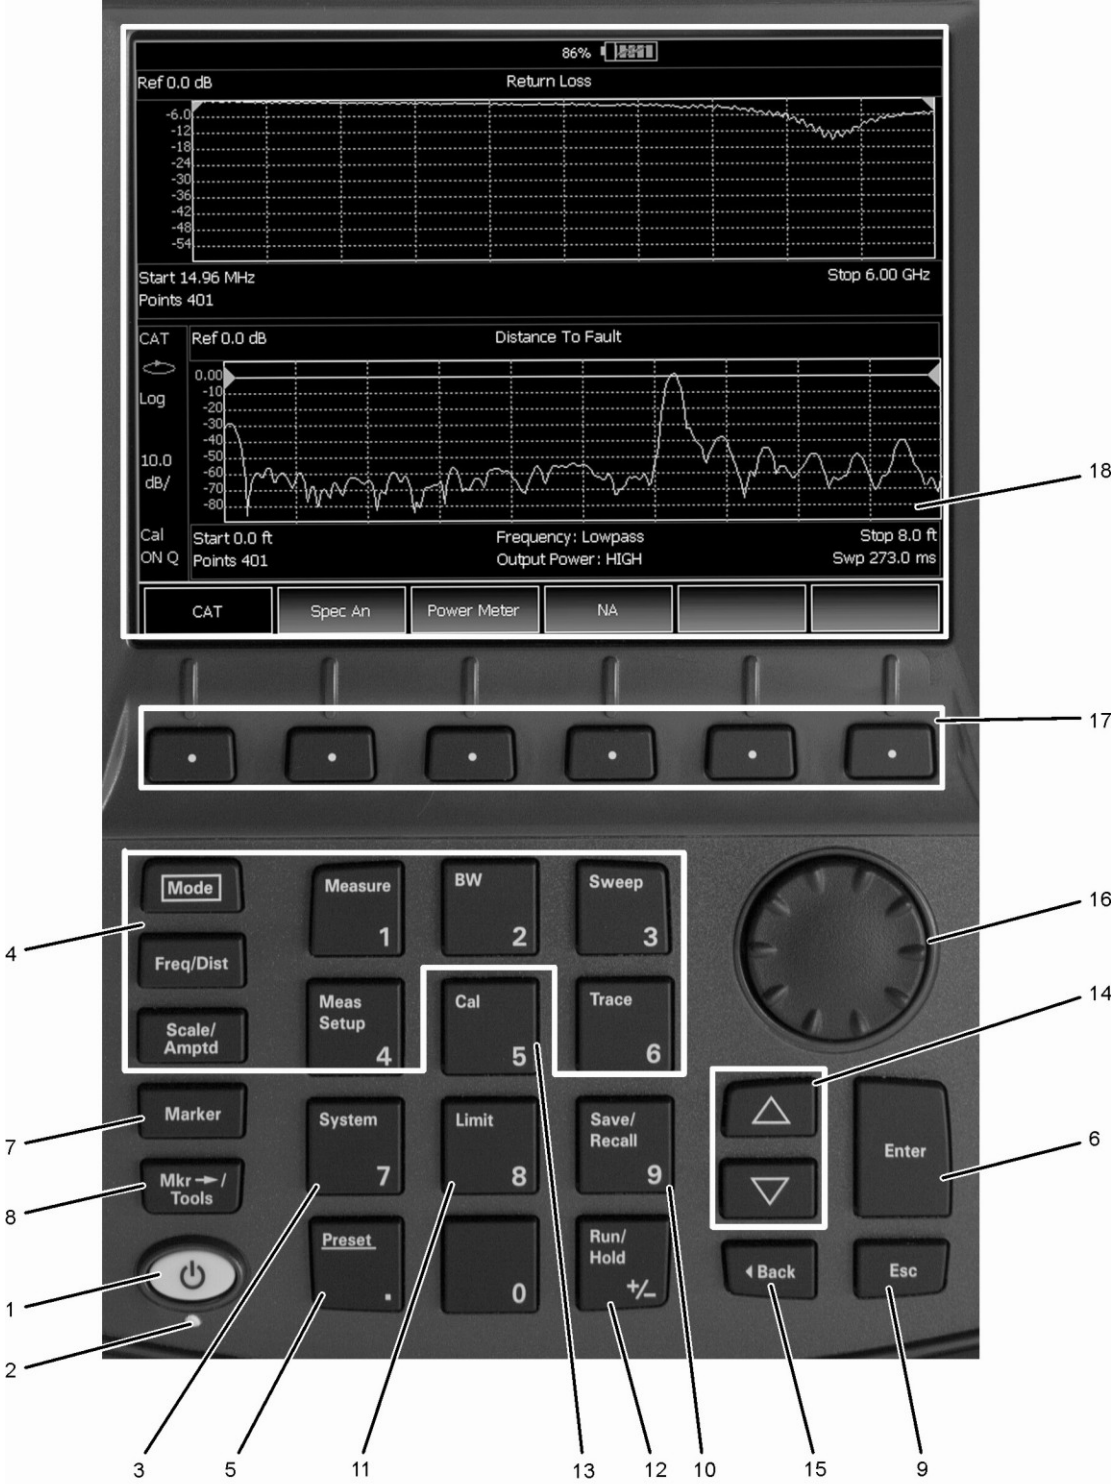 86%
Ref 0.0 dB Return Loss
-6.0
-12
-18
-24
-30
-36
-42
-48
-54
Start 14.96 MHz Stop 6.00 GHz
Points 401
CAT Ref 0.0 dB Distance To Fault
Log
10.0
dB/
0.00
-10
-20
-30
-40
-50
-60
-70
-80
18
Cal Start 0.0 ft Frequency: Lowpass Stop 8.0 ft
ON Q Points 401 Output Power: HIGH Swp 273.0 ms
CAT Spec An Power Meter NA
17
Mode
Measure
1
BW
2
Sweep
3
16
4
Freq/Dist
Meas
Setup
4
Cal
5
Trace
6
14
Scale/
Amptd
Marker
7
System
7
Limit
8
Save/
Recall
9
Enter
6
Mkr→/
Tools
8
Preset
.
0
Run/
Hold
+/-
Back
Esc
1
2
3
5
11
13
12
10
15
9